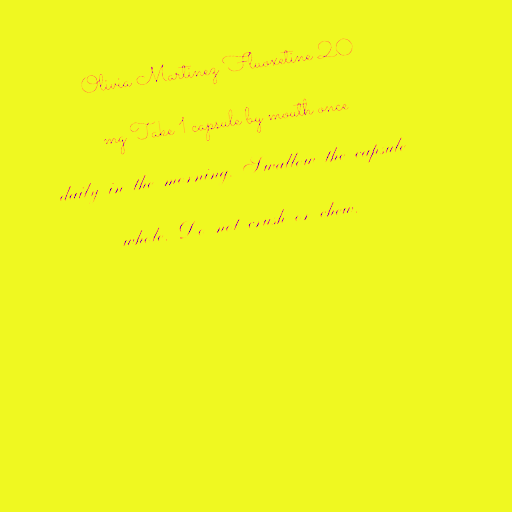 Olivia Martinez Fluoxetine 20
mg Take 1 capsule by mouth once
daily in the morning. Swallow the capsule
whole. Do not crush or chew.